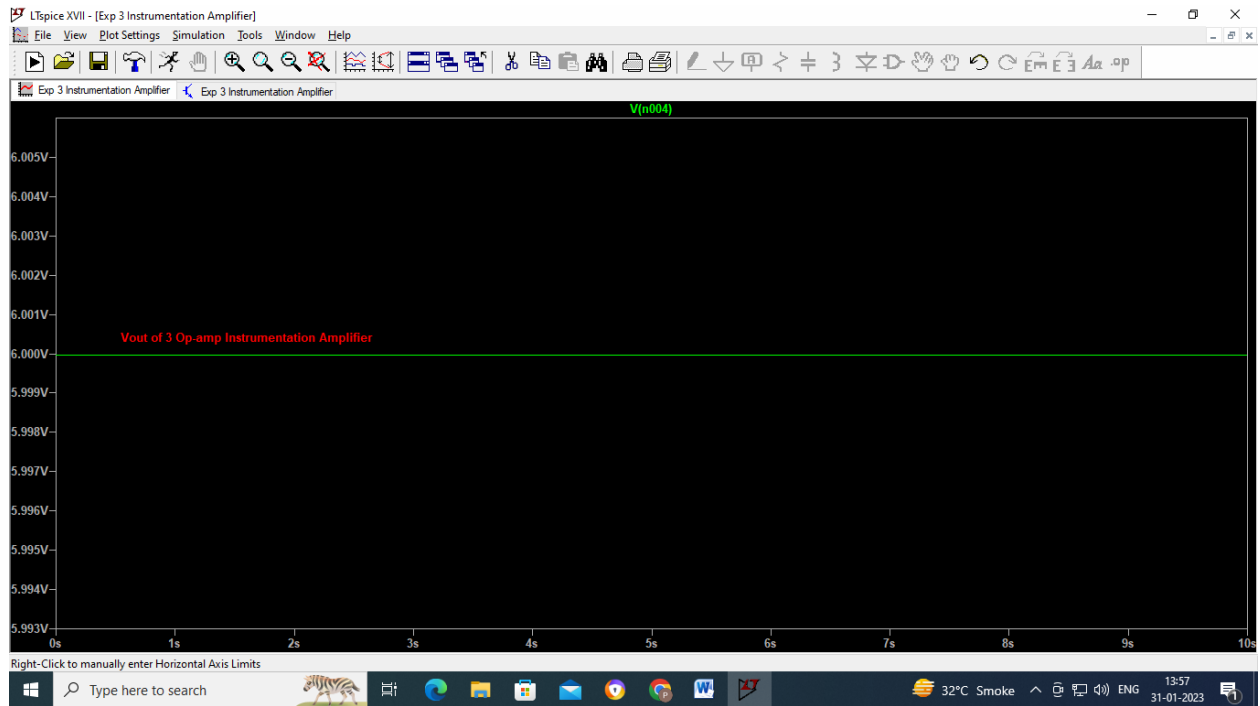 LTspice XVII - [Exp 3 Instrumentation Amplifier]
File View Plot Settings Simulation Tools Window Help
Exp 3 Instrumentation Amplifier Exp 3 Instrumentation Amplifier
V(n004)
6.005V
6.004V
6.003V
6.002V
6.001V
Vout of 3 Op-amp Instrumentation Amplifier
6.000V
5.999V
5.998V
5.997V
5.996V
5.995V
5.994V
5.993V
0s 1s 2s 3s 4s 5s 6s 7s 8s 9s 10s
Right-Click to manually enter Horizontal Axis Limits
Type here to search
32°C Smoke ENG
13:57
31-01-2023